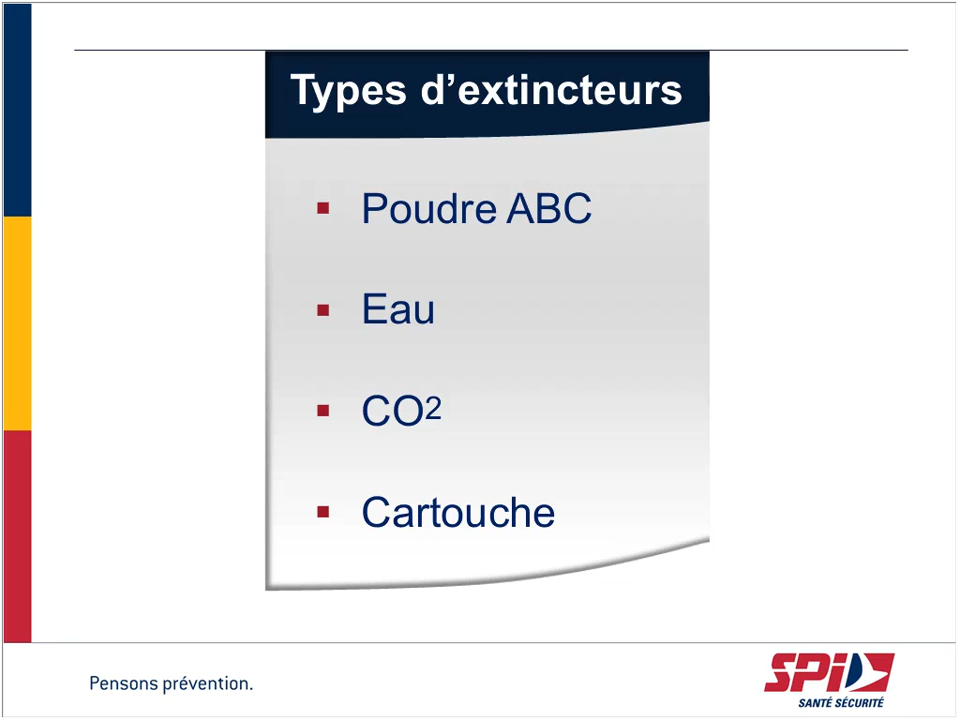 Types d’extincteurs
▪ Poudre ABC
▪ Eau
▪ CO2
▪ Cartouche
Pensons prévention.
SPI
SANTÉ SÉCURITÉ